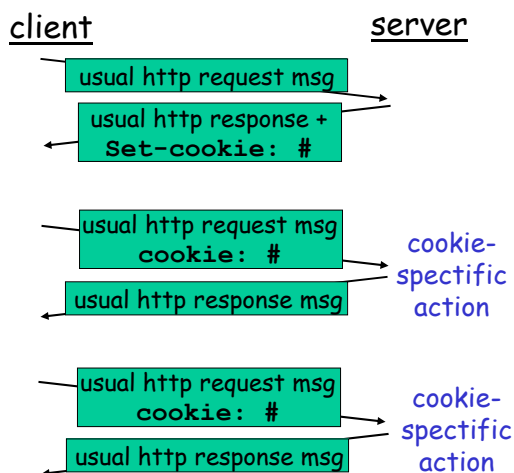 client
server
usual http request msg
usual http response +
Set-cookie: #
usual http request msg
cookie: #
cookie-
spectific
action
usual http response msg
usual http request msg
cookie: #
cookie-
spectific
action
usual http response msg